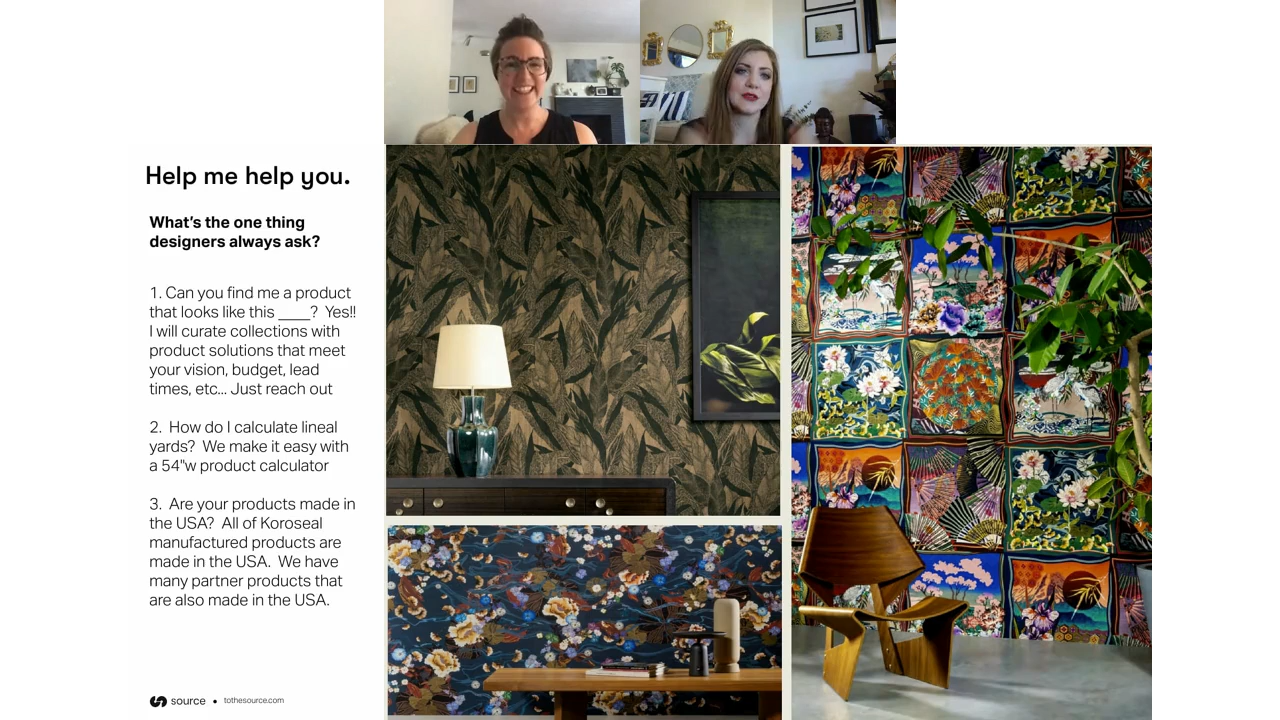 Help me help you.
What's the one thing
designers always ask?
1. Can you find me a product
that looks like this ____?  Yes!!
I will curate collections with
product solutions that meet
your vision, budget, lead
times, etc... Just reach out
2.  How do I calculate lineal
yards?  We make it easy with
a 54"w product calculator
3.  Are your products made in
the USA?  All of Koroseal
manufactured products are
made in the USA.  We have
many partner products that
are also made in the USA.
source • tothesource.com